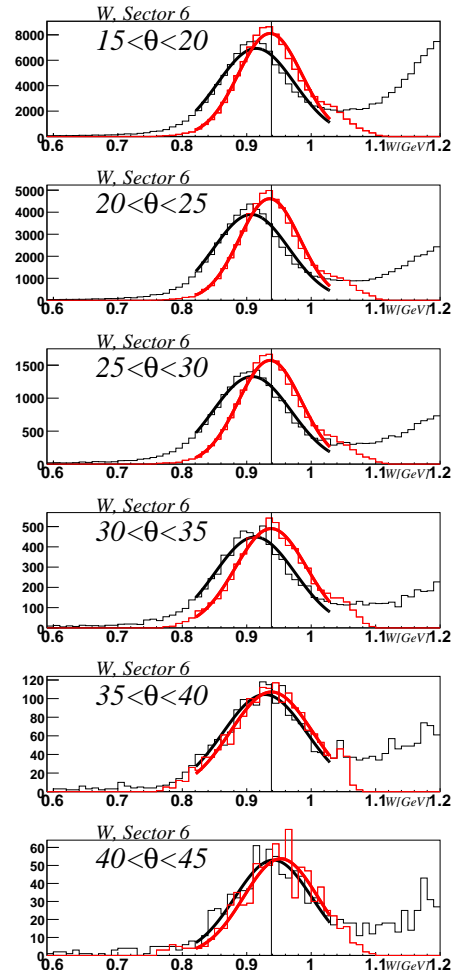 W, Sector 6
15<θ<20
8000
6000
4000
2000
0
0.6 0.7 0.8 0.9 1 1.1 W[GeV] 1.2
W, Sector 6
20<θ<25
5000
4000
3000
2000
1000
0
0.6 0.7 0.8 0.9 1 1.1 W[GeV] 1.2
W, Sector 6
25<θ<30
1500
1000
500
0
0.6 0.7 0.8 0.9 1 1.1 W[GeV] 1.2
W, Sector 6
30<θ<35
500
400
300
200
100
0
0.6 0.7 0.8 0.9 1 1.1 W[GeV] 1.2
W, Sector 6
35<θ<40
120
100
80
60
40
20
0
0.6 0.7 0.8 0.9 1 1.1 W[GeV] 1.2
W, Sector 6
40<θ<45
60
50
40
30
20
10
0
0.6 0.7 0.8 0.9 1 1.1 W[GeV] 1.2